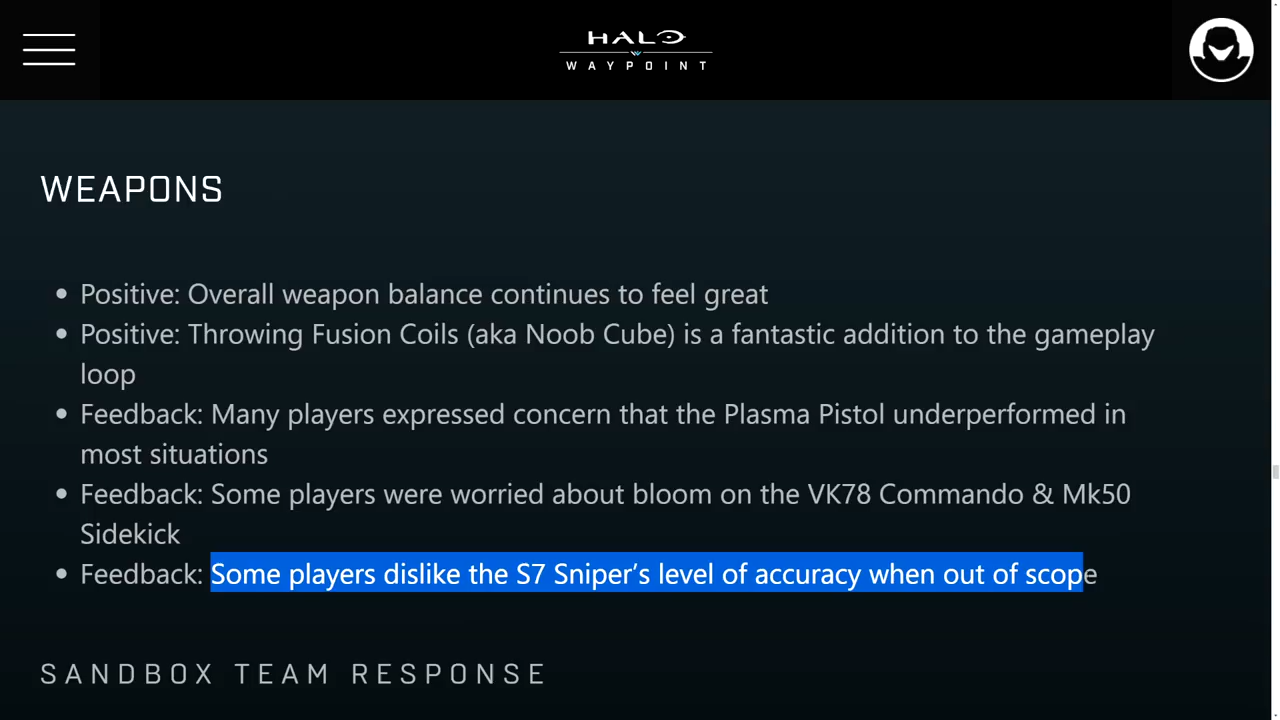 HALO
WAYPOINT
WEAPONS
• Positive: Overall weapon balance continues to feel great
• Positive: Throwing Fusion Coils (aka Noob Cube) is a fantastic addition to the gameplay
loop
• Feedback: Many players expressed concern that the Plasma Pistol underperformed in
most situations
• Feedback: Some players were worried about bloom on the VK78 Commando & Mk50
Sidekick
• Feedback: Some players dislike the S7 Sniper’s level of accuracy when out of scope
SANDBOX TEAM RESPONSE